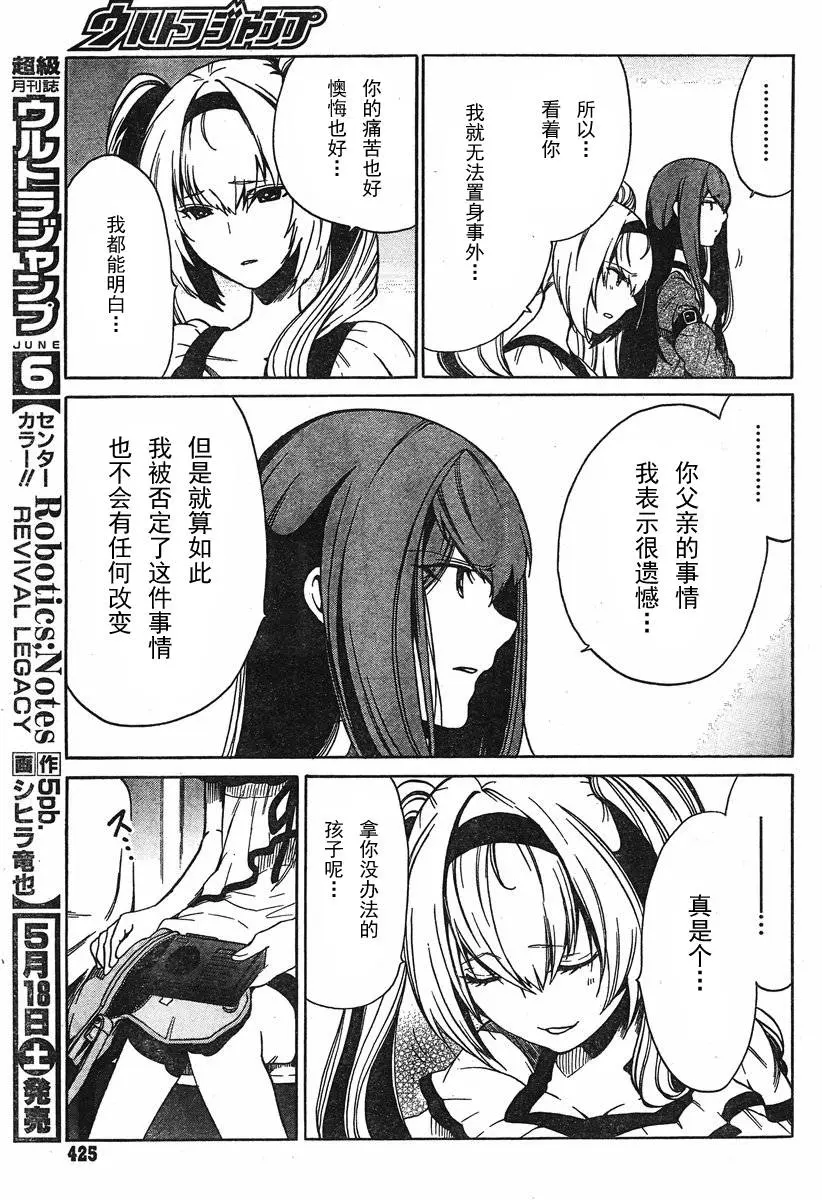 ウルトラジャンプ
超級
月刊誌
ウルトラジャンプ
JUNE
6
センター
カラー!!
Robotics;Notes
REVIVAL LEGACY
作 5pb.
画 シヒラ竜也
5月18日土発売
………
所以…
看着你
我就无法置身事外…
你的痛苦也好
懊悔也好…
我都能明白…
………
你父亲的事情
我表示很遗憾…
但是就算如此
我被否定了这件事情
也不会有任何改变
………
真是个…
拿你没办法的
孩子呢…
ス…
425